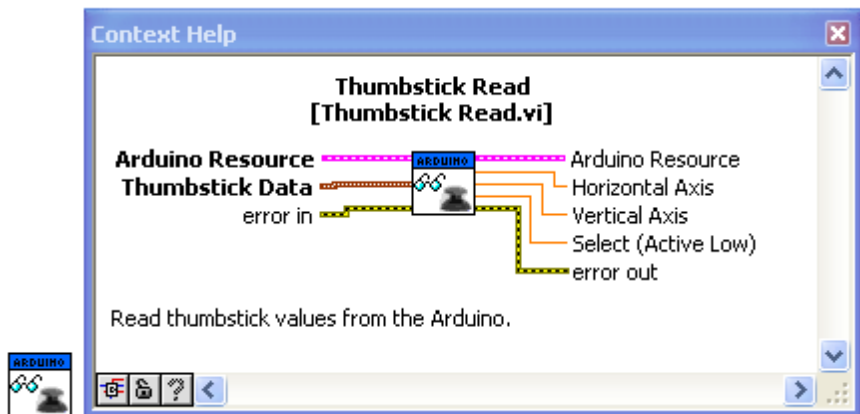 Context Help
Thumbstick Read
[Thumbstick Read.vi]
Arduino Resource ARDUINO Arduino Resource
Thumbstick Data Horizontal Axis
error in Vertical Axis
Select (Active Low)
error out
Read thumbstick values from the Arduino.
ARDUINO
?